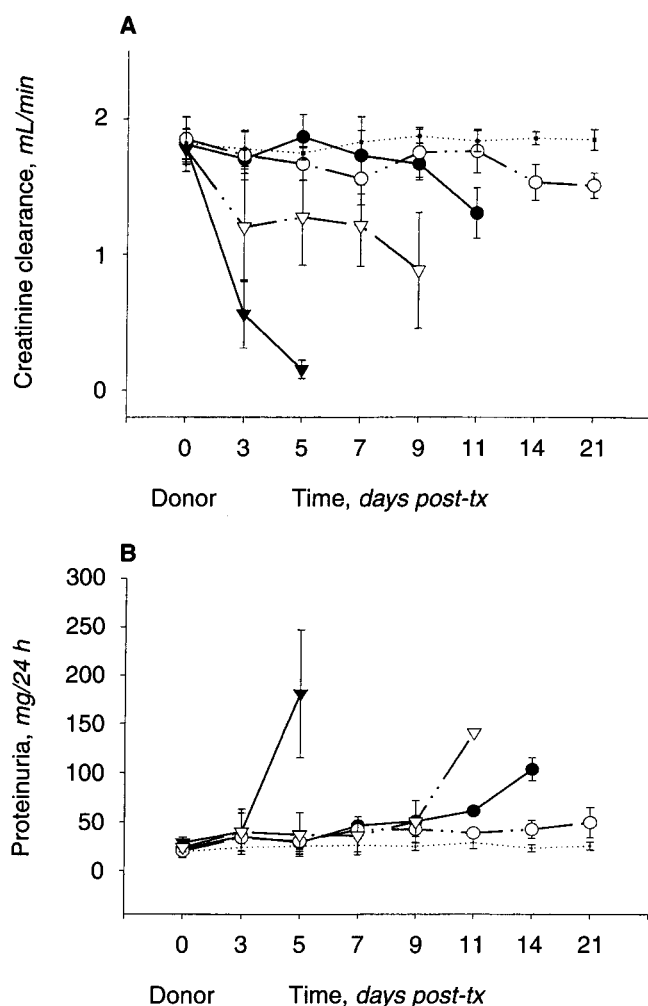 A
Creatinine clearance, mL/min
2
1
0
0 3 5 7 9 11 14 21
Donor Time, days post-tx
B
Proteinuria, mg/24 h
300
250
200
150
100
50
0
0 3 5 7 9 11 14 21
Donor Time, days post-tx